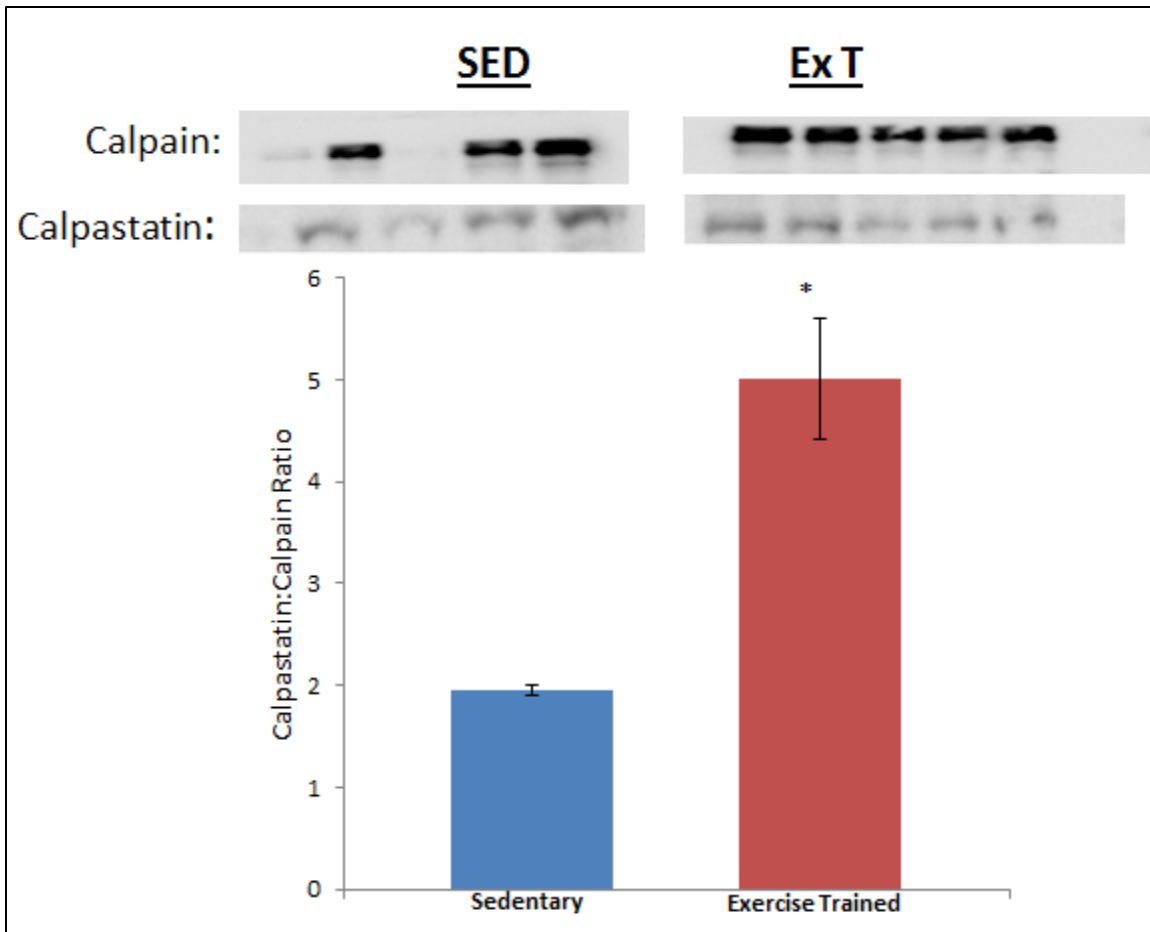 SED Ex T
Calpain:
Calpastatin:
6
*
5
4
3
2
1
0
Calpastatin:Calpain Ratio
Sedentary Exercise Trained